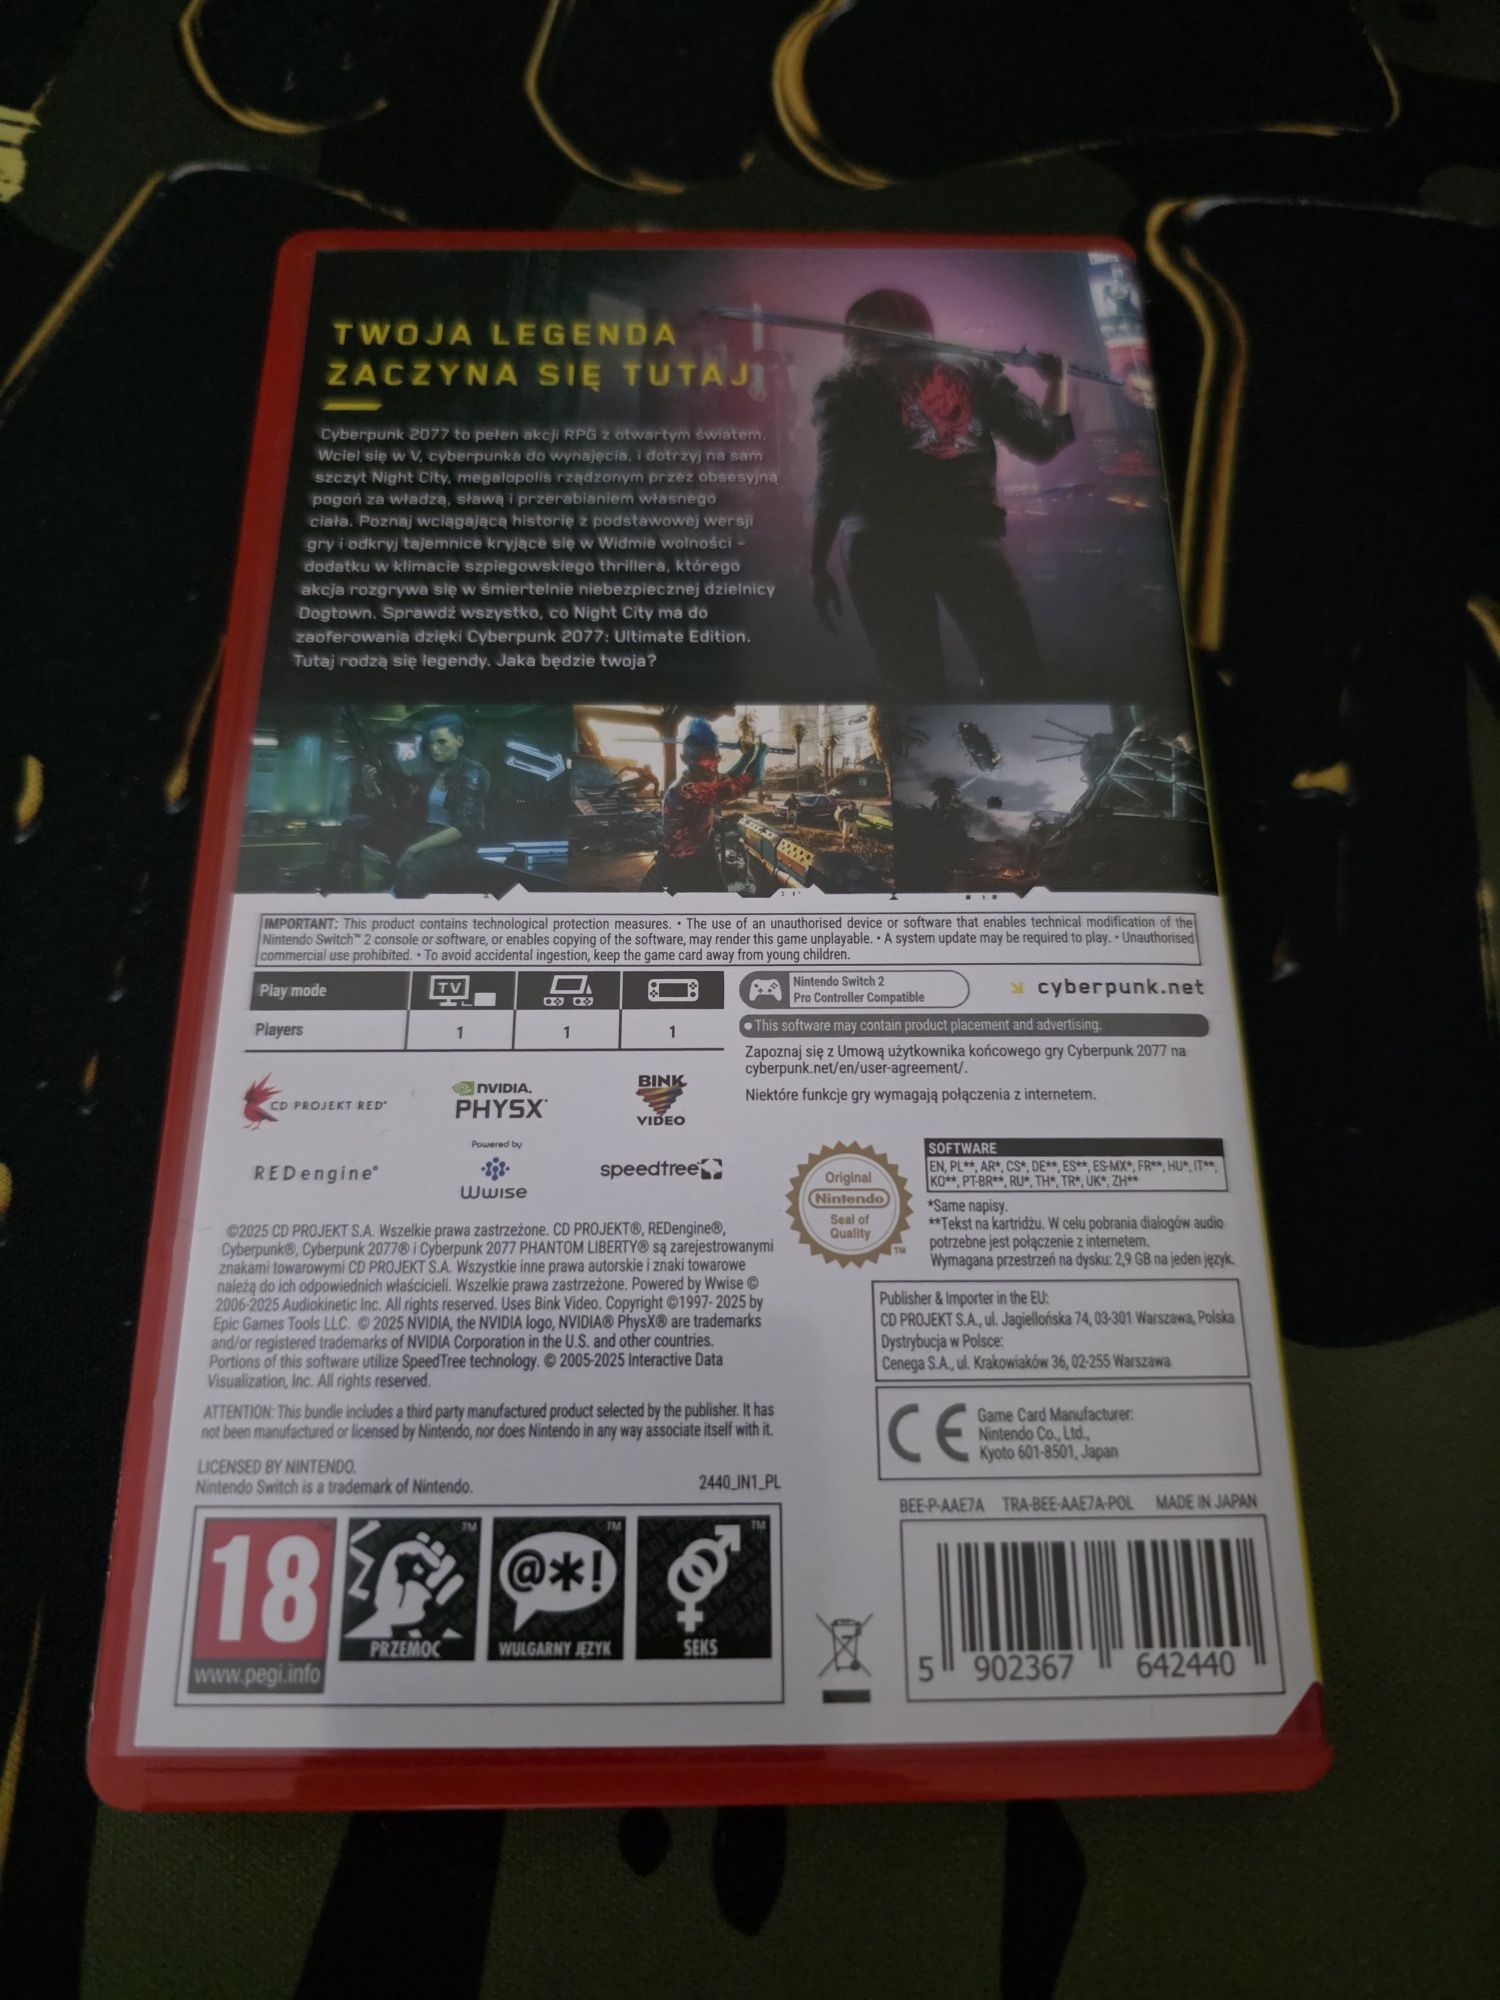 TWOJA LEGENDA
ZACZYNA SIĘ TUTAJ
Cyberpunk 2077 to pełen akcji RPG z otwartym światem.
Wciel się w V, cyberpunka do wynajęcia, i dotrzyj na sam
szczyt Night City, megalopolis rządzonym przez obsesyjną
pogoń za władzą, sławą i przerabianiem własnego
ciała. Poznaj wciągającą historię z podstawowej wersji
gry i odkryj tajemnice kryjące się w Widmie wolności –
dodatku w klimacie szpiegowskiego thrillera, którego
akcja rozgrywa się w śmiertelnie niebezpiecznej dzielnicy
Dogtown. Sprawdź wszystko, co Night City ma do
zaoferowania dzięki Cyberpunk 2077: Ultimate Edition.
Tutaj rodzą się legendy. Jaka będzie twoja?
IMPORTANT: This product contains technological protection measures. • The use of an unauthorised device or software that enables technical modification of the
Nintendo Switch™ 2 console or software, or enables copying of the software, may render this game unplayable. • A system update may be required to play. • Unauthorised
commercial use prohibited. • To avoid accidental ingestion, keep the game card away from young children.
Play mode TV
Players 1 1 1
Nintendo Switch 2
Pro Controller Compatible
cyberpunk.net
• This software may contain product placement and advertising.
Zapoznaj się z Umową użytkownika końcowego gry Cyberpunk 2077 na
cyberpunk.net/en/user-agreement/.
Niektóre funkcje gry wymagają połączenia z internetem.
CD PROJEKT RED®
NVIDIA.
PHYSX®
BINK
VIDEO
REDengine®
Powered by
Wwise
speedtree
Original
Nintendo
Seal of
Quality
TM
SOFTWARE
EN, PL**, AR*, CS*, DE**, ES**, ES-MX*, FR**, HU*, IT**,
KO**, PT-BR**, RU*, TH*, TR*, UK*, ZH**
*Same napisy.
**Tekst na kartridżu. W celu pobrania dialogów audio
potrzebne jest połączenie z internetem.
Wymagana przestrzeń na dysku: 2,9 GB na jeden język.
©2025 CD PROJEKT S.A. Wszelkie prawa zastrzeżone. CD PROJEKT®, REDengine®,
Cyberpunk®, Cyberpunk 2077® i Cyberpunk 2077 PHANTOM LIBERTY® są zarejestrowanymi
znakami towarowymi CD PROJEKT S.A. Wszystkie inne prawa autorskie i znaki towarowe
należą do ich odpowiednich właścicieli. Wszelkie prawa zastrzeżone. Powered by Wwise ©
2006-2025 Audiokinetic Inc. All rights reserved. Uses Bink Video. Copyright ©1997- 2025 by
Epic Games Tools LLC. © 2025 NVIDIA, the NVIDIA logo, NVIDIA® PhysX® are trademarks
and/or registered trademarks of NVIDIA Corporation in the U.S. and other countries.
Portions of this software utilize SpeedTree technology. © 2005-2025 Interactive Data
Visualization, Inc. All rights reserved.
ATTENTION: This bundle includes a third party manufactured product selected by the publisher. It has
not been manufactured or licensed by Nintendo, nor does Nintendo in any way associate itself with it.
LICENSED BY NINTENDO.
Nintendo Switch is a trademark of Nintendo.
2440_IN1_PL
Publisher & Importer in the EU:
CD PROJEKT S.A., ul. Jagiellońska 74, 03-301 Warszawa, Polska
Dystrybucja w Polsce:
Cenega S.A., ul. Krakowiaków 36, 02-255 Warszawa
CE
Game Card Manufacturer:
Nintendo Co., Ltd.,
Kyoto 601-8501, Japan
BEE-P-AAE7A TRA-BEE-AAE7A-POL MADE IN JAPAN
18
www.pegi.info
TM
PRZEMOC
@*!
TM
WULGARNY JĘZYK
TM
SEKS
5 902367 642440